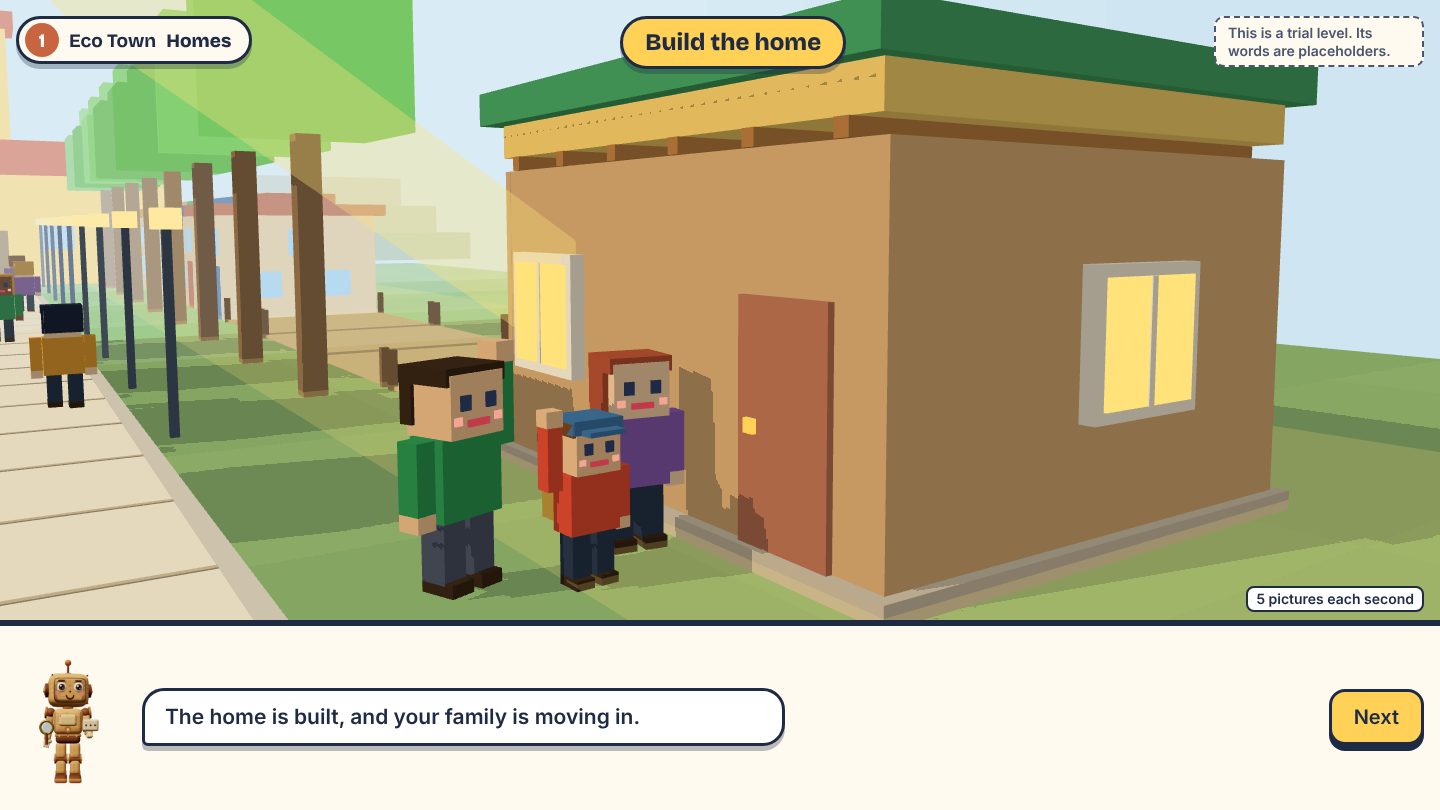 1 Eco Town Homes
Build the home
This is a trial level. Its
words are placeholders.
5 pictures each second
The home is built, and your family is moving in.
Next